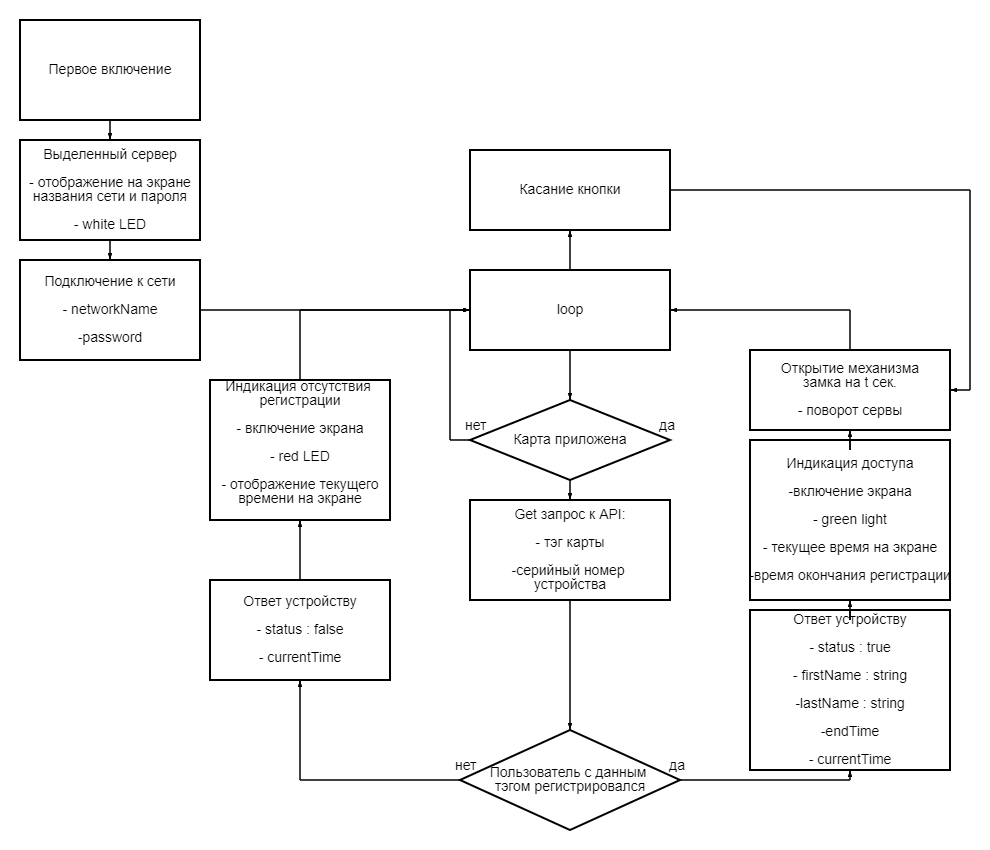 Первое включение
Выделенный сервер
- отображение на экране
названия сети и пароля
- white LED
Подключение к сети
- networkName
-password
Касание кнопки
loop
Карта приложена
нет
да
Get запрос к API:
- тэг карты
-серийный номер
устройства
Пользователь с данным
тэгом регистрировался
нет
да
Ответ устройству
- status : false
- currentTime
Индикация отсутствия
регистрации
- включение экрана
- red LED
- отображение текущего
времени на экране
Ответ устройству
- status : true
- firstName : string
-lastName : string
-endTime
- currentTime
Индикация доступа
-включение экрана
- green light
- текущее время на экране
-время окончания регистрации
Открытие механизма
замка на t сек.
- поворот сервы